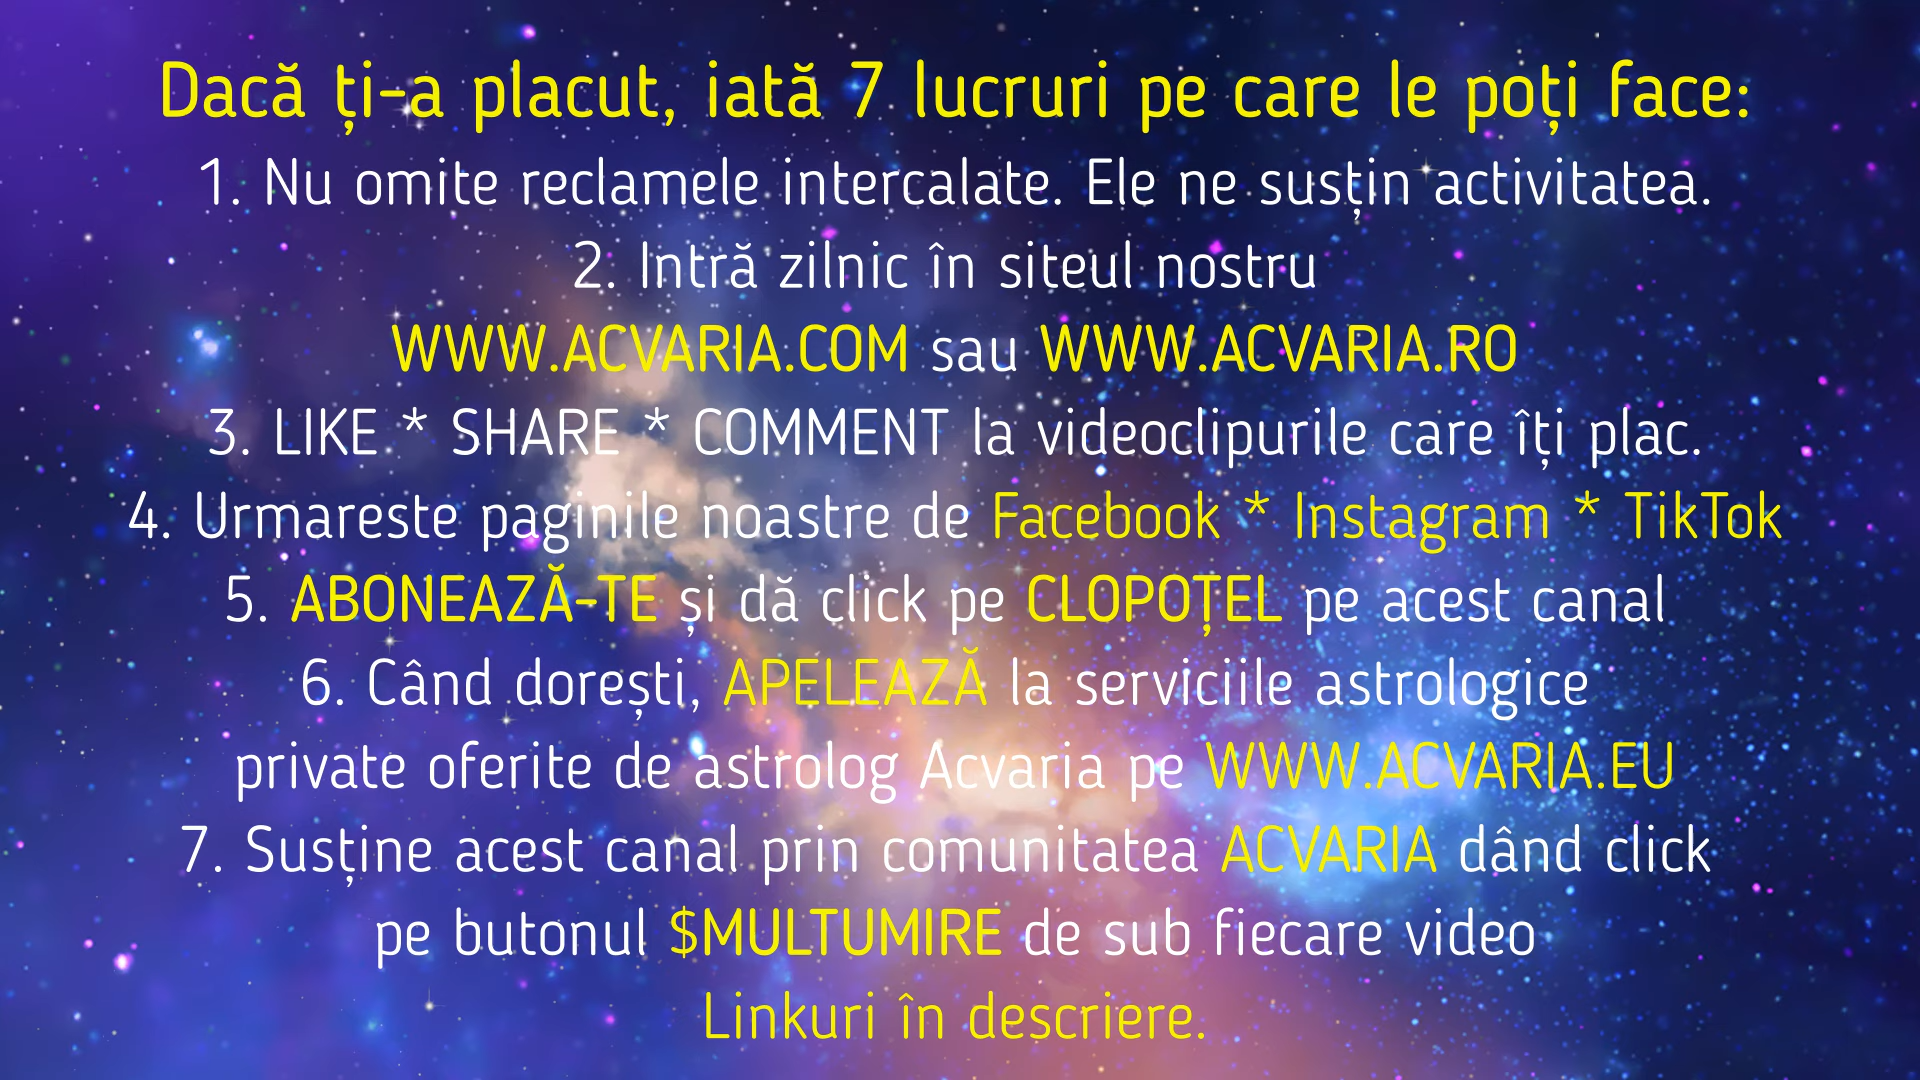 Dacă ți-a placut, iată 7 lucruri pe care le poți face:
1. Nu omite reclamele intercalate. Ele ne susțin activitatea.
2. Intră zilnic în siteul nostru
WWW.ACVARIA.COM sau WWW.ACVARIA.RO
3. LIKE * SHARE * COMMENT la videoclipurile care îți plac.
4. Urmareste paginile noastre de Facebook * Instagram * TikTok
5. ABONEAZĂ-TE și dă click pe CLOPOȚEL pe acest canal
6. Când dorești, APELEAZĂ la serviciile astrologice
private oferite de astrolog Acvaria pe WWW.ACVARIA.EU
7. Susține acest canal prin comunitatea ACVARIA dând click
pe butonul $MULTUMIRE de sub fiecare video
Linkuri în descriere.